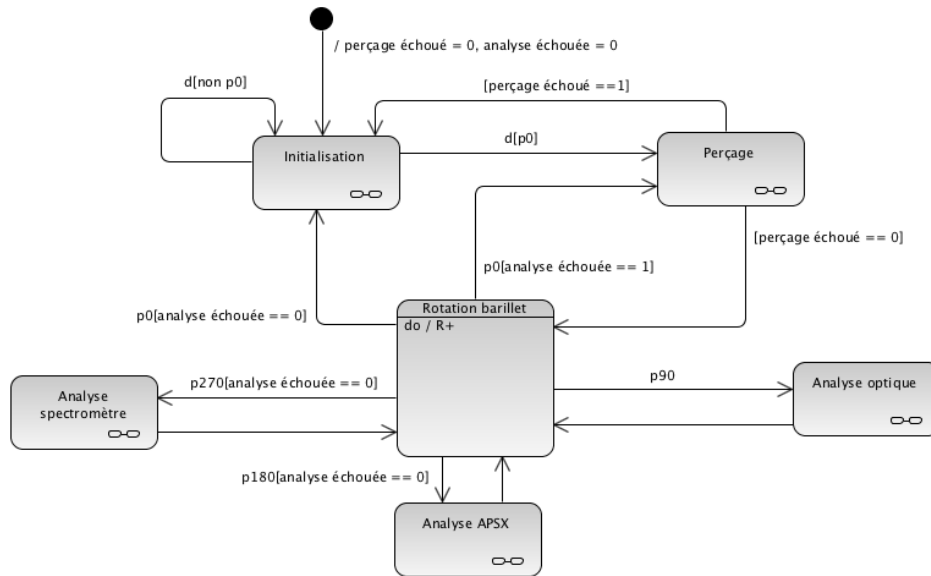 / perçage échoué = 0, analyse échouée = 0
d[non p0]
[perçage échoué ==1]
Initialisation
d[p0]
Perçage
[perçage échoué == 0]
p0[analyse échouée == 1]
p0[analyse échouée == 0]
Rotation barillet
do / R+
p270[analyse échouée == 0]
p90
Analyse
spectromètre
Analyse optique
p180[analyse échouée == 0]
Analyse APSX